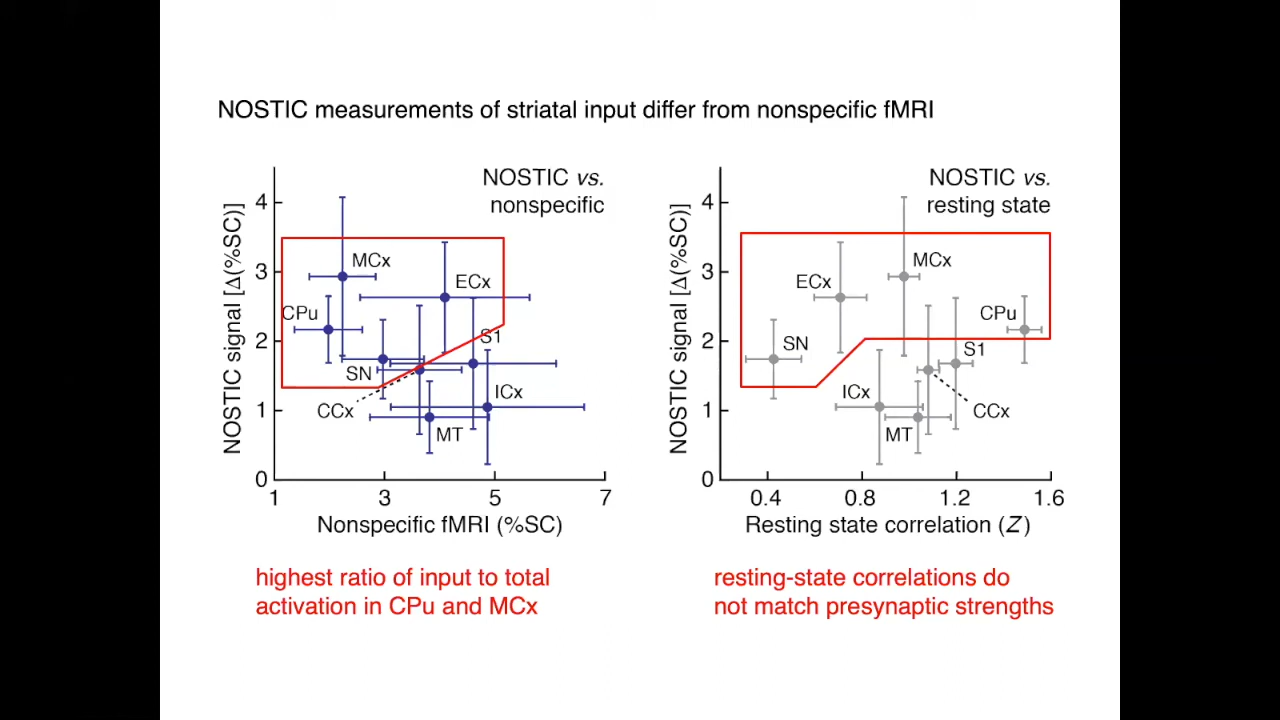 NOSTIC measurements of striatal input differ from nonspecific fMRI
NOSTIC vs.
nonspecific
NOSTIC signal [Δ(%SC)]
4
3
2
1
0
MCx
ECx
CPu
S1
SN
CCx
ICx
MT
1
3
5
7
Nonspecific fMRI (%SC)
highest ratio of input to total
activation in CPu and MCx
NOSTIC vs.
resting state
NOSTIC signal [Δ(%SC)]
4
3
2
1
0
MCx
ECx
CPu
SN
S1
ICx
CCx
MT
0.4
0.8
1.2
1.6
Resting state correlation (Z)
resting-state correlations do
not match presynaptic strengths